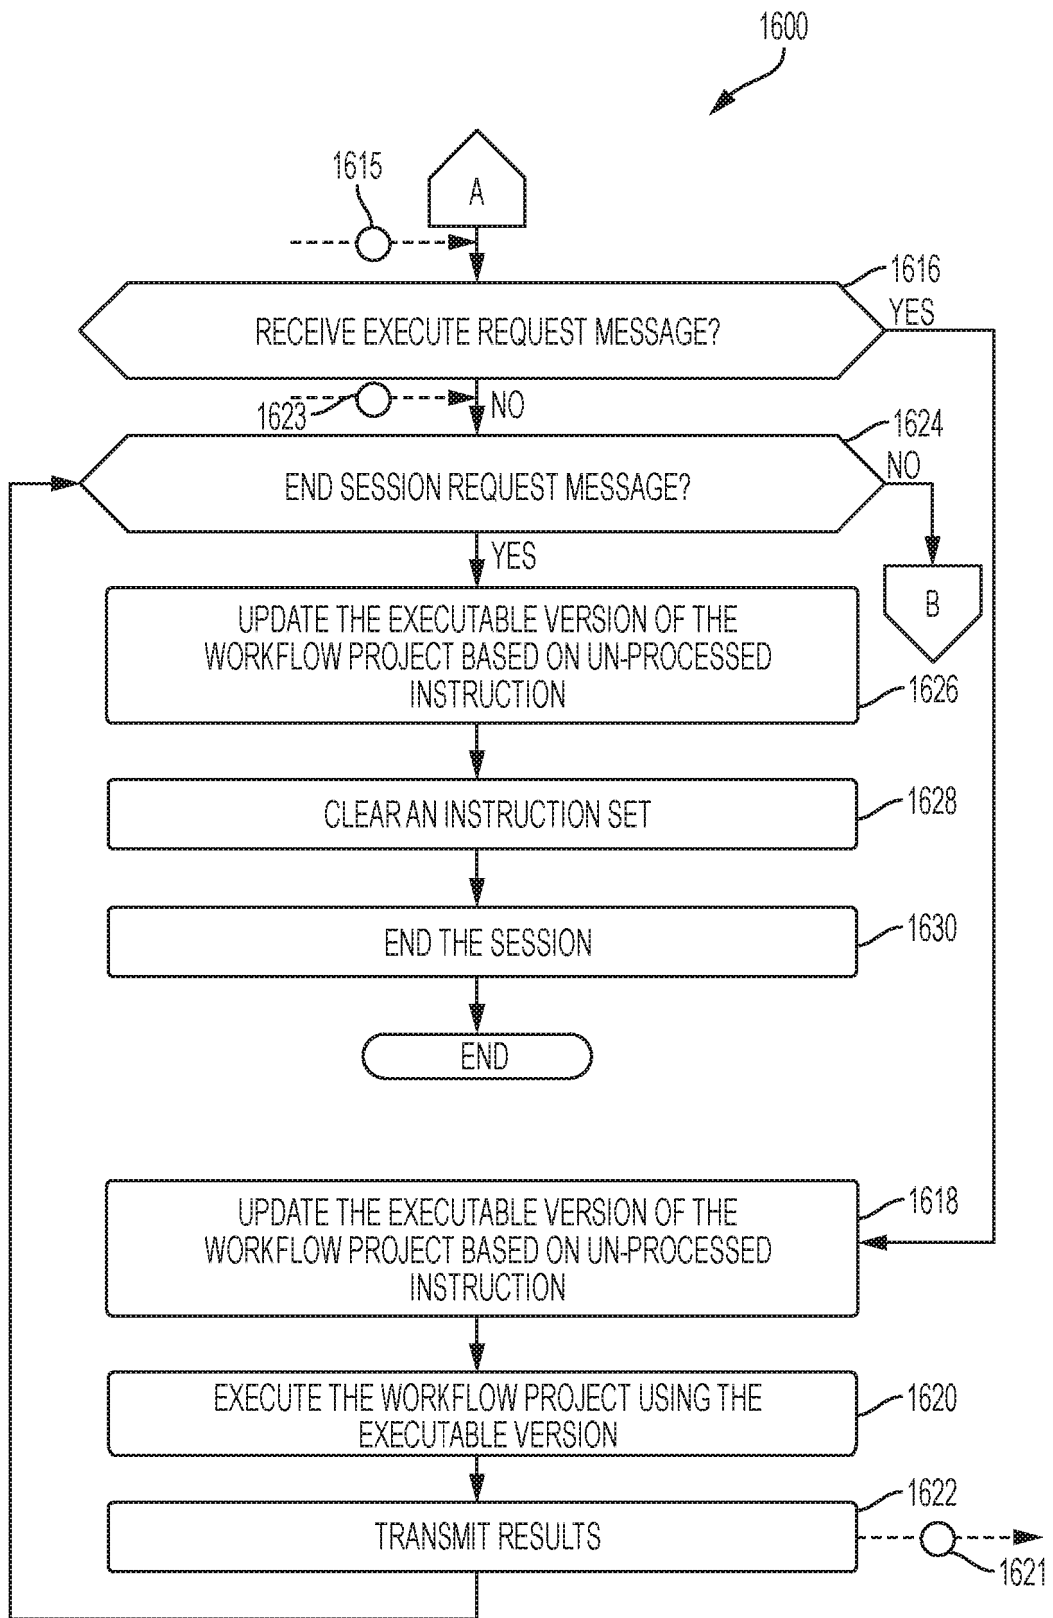 1600
A
1615
1616
RECEIVE EXECUTE REQUEST MESSAGE?
YES
1623
NO
1624
END SESSION REQUEST MESSAGE?
NO
YES
B
UPDATE THE EXECUTABLE VERSION OF THE
WORKFLOW PROJECT BASED ON UN-PROCESSED
INSTRUCTION
1626
CLEAR AN INSTRUCTION SET
1628
END THE SESSION
1630
END
UPDATE THE EXECUTABLE VERSION OF THE
WORKFLOW PROJECT BASED ON UN-PROCESSED
INSTRUCTION
1618
EXECUTE THE WORKFLOW PROJECT USING THE
EXECUTABLE VERSION
1620
TRANSMIT RESULTS
1622
1621